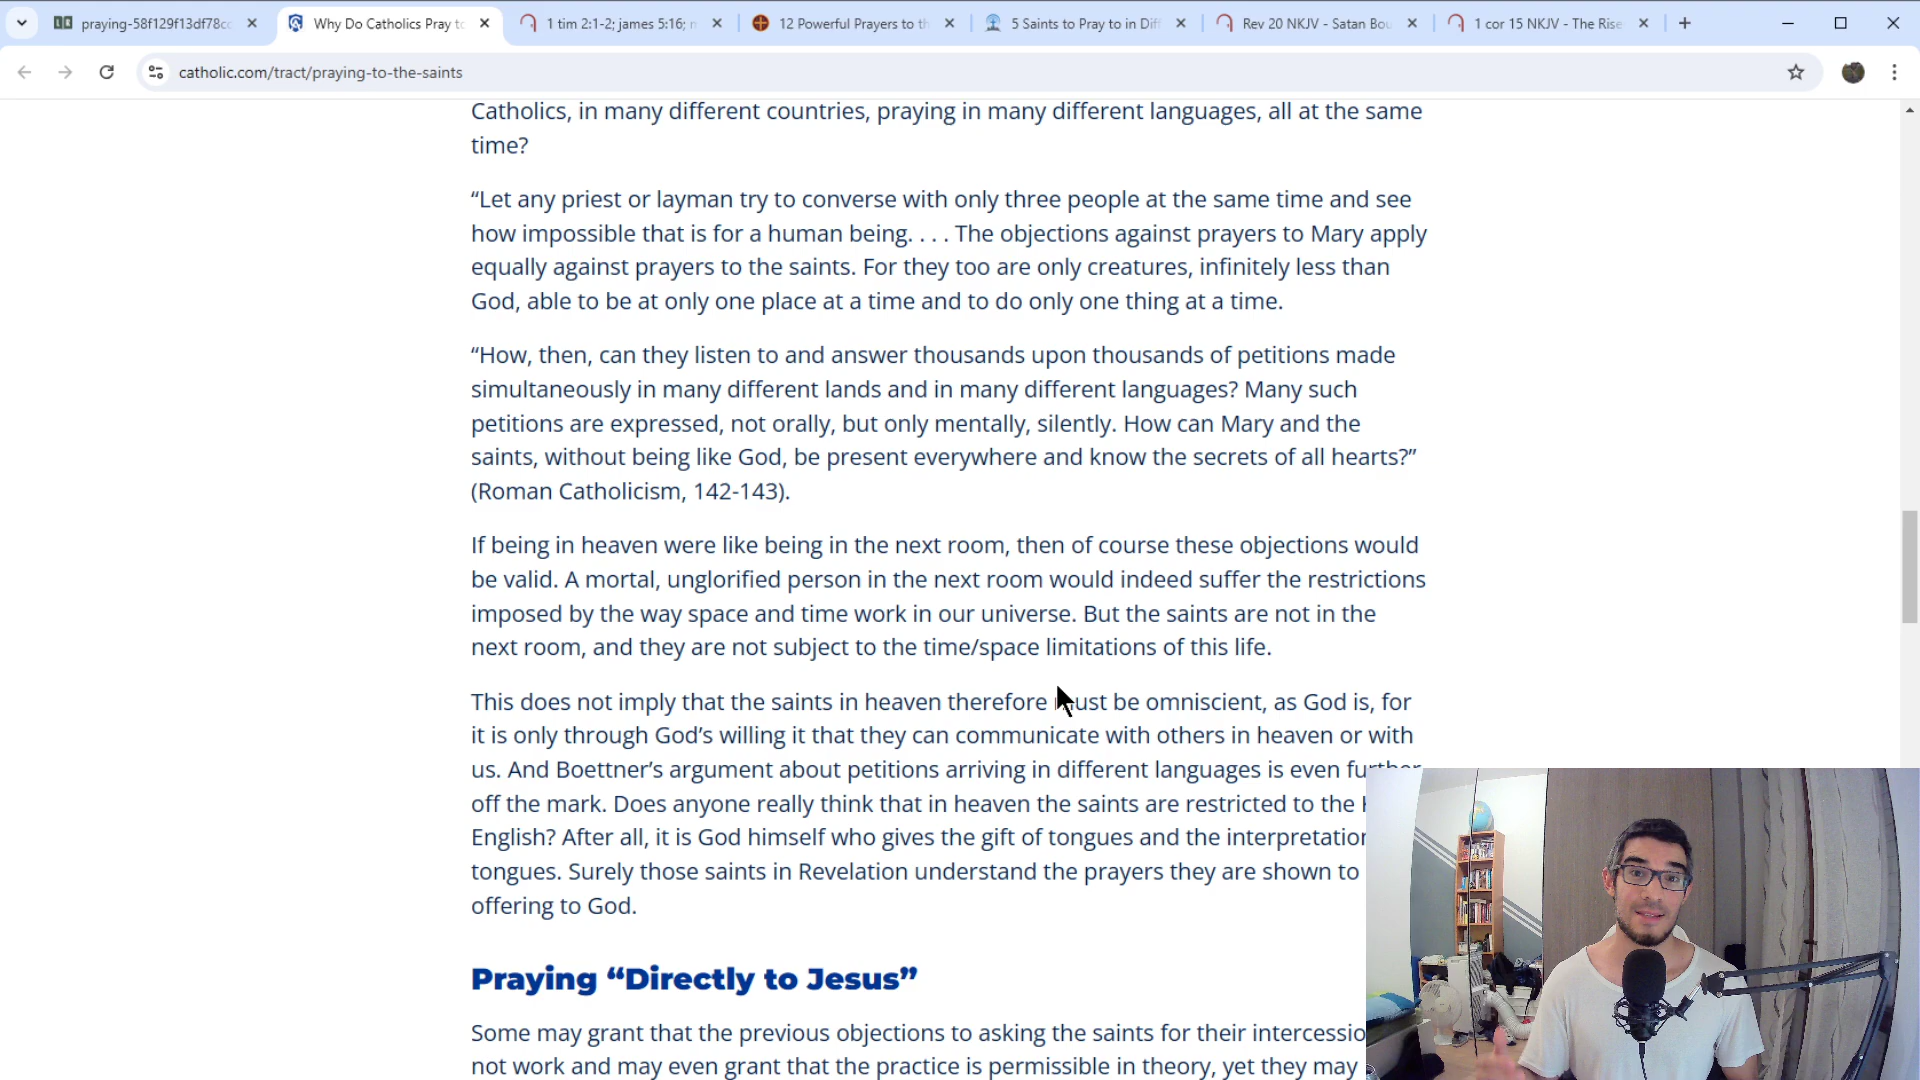 praying-58f129f13df78cc
Why Do Catholics Pray to
1 tim 2:1-2; james 5:16;
12 Powerful Prayers to th
5 Saints to Pray to in Diff
Rev 20 NKJV - Satan Bou
1 cor 15 NKJV - The Rise
catholic.com/tract/praying-to-the-saints
Catholics, in many different countries, praying in many different languages, all at the same
time?
“Let any priest or layman try to converse with only three people at the same time and see
how impossible that is for a human being. . . . The objections against prayers to Mary apply
equally against prayers to the saints. For they too are only creatures, infinitely less than
God, able to be at only one place at a time and to do only one thing at a time.
“How, then, can they listen to and answer thousands upon thousands of petitions made
simultaneously in many different lands and in many different languages? Many such
petitions are expressed, not orally, but only mentally, silently. How can Mary and the
saints, without being like God, be present everywhere and know the secrets of all hearts?”
(Roman Catholicism, 142-143).
If being in heaven were like being in the next room, then of course these objections would
be valid. A mortal, unglorified person in the next room would indeed suffer the restrictions
imposed by the way space and time work in our universe. But the saints are not in the
next room, and they are not subject to the time/space limitations of this life.
This does not imply that the saints in heaven therefore must be omniscient, as God is, for
it is only through God’s willing it that they can communicate with others in heaven or with
us. And Boettner’s argument about petitions arriving in different languages is even further
off the mark. Does anyone really think that in heaven the saints are restricted to the
English? After all, it is God himself who gives the gift of tongues and the interpretation
tongues. Surely those saints in Revelation understand the prayers they are shown to
offering to God.
Praying “Directly to Jesus”
Some may grant that the previous objections to asking the saints for their intercessio
not work and may even grant that the practice is permissible in theory, yet they may